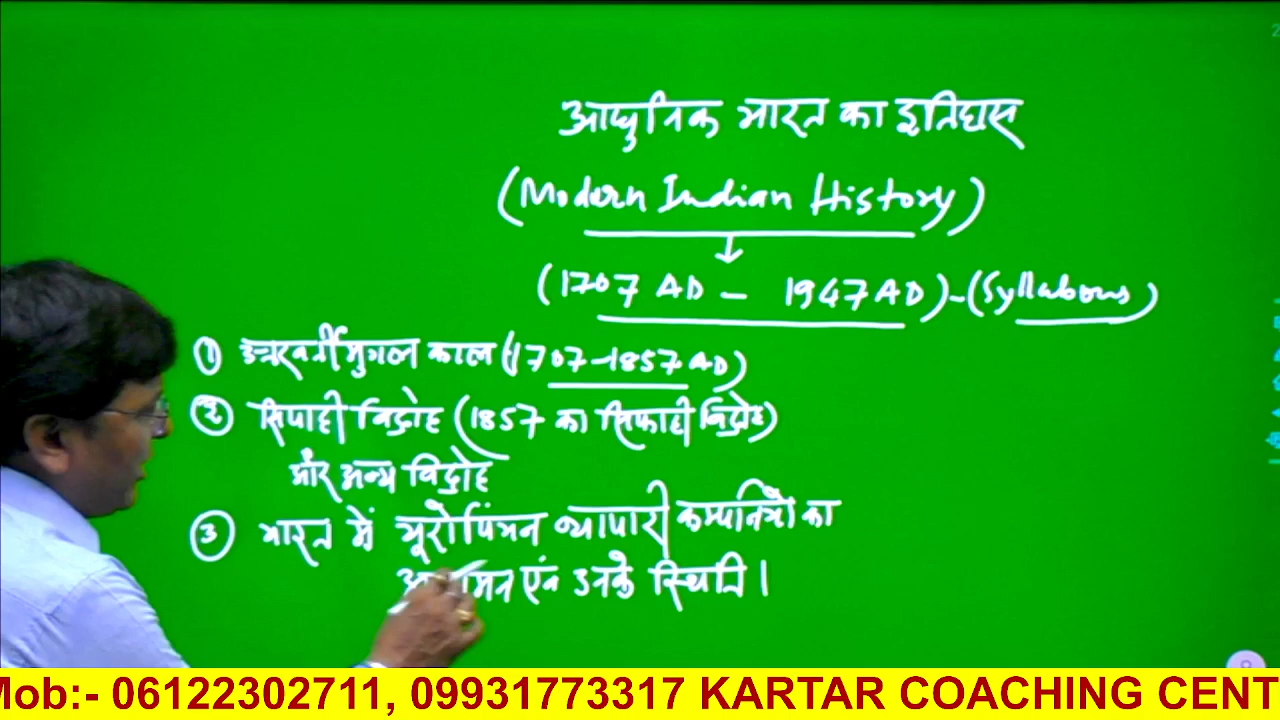 आधुनिक भारत का इतिहास
(Modern Indian History)
(1707 AD - 1947 AD) - (Syllabous)
① उत्तरवर्ती मुगल काल (1707-1857 AD)
② सिपाही विद्रोह (1857 का सिपाही विद्रोह)
और अन्य विद्रोह
③ भारत में यूरोपियन व्यापारी कम्पनियों का
एवं उनके स्थिति।
Mob:- 06122302711, 09931773317 KARTAR COACHING CENT